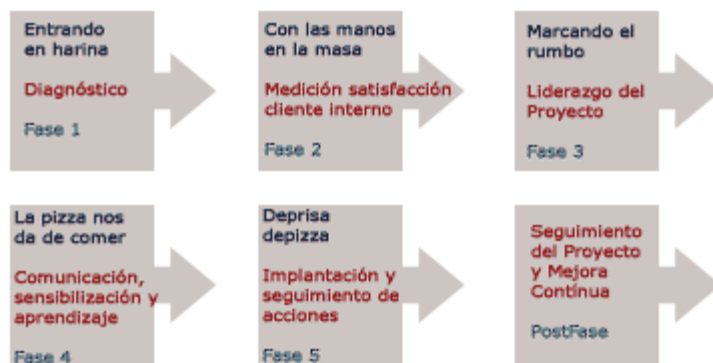 Entrando
en harina
Diagnóstico
Fase 1
Con las manos
en la masa
Medición satisfacción
cliente interno
Fase 2
Marcando el
rumbo
Liderazgo del
Proyecto
Fase 3
La pizza nos
da de comer
Comunicación,
sensibilización y
aprendizaje
Fase 4
Deprisa
depizza
Implantación y
seguimiento de
acciones
Fase 5
Seguimiento
del Proyecto
y Mejora
Contínua
PostFase